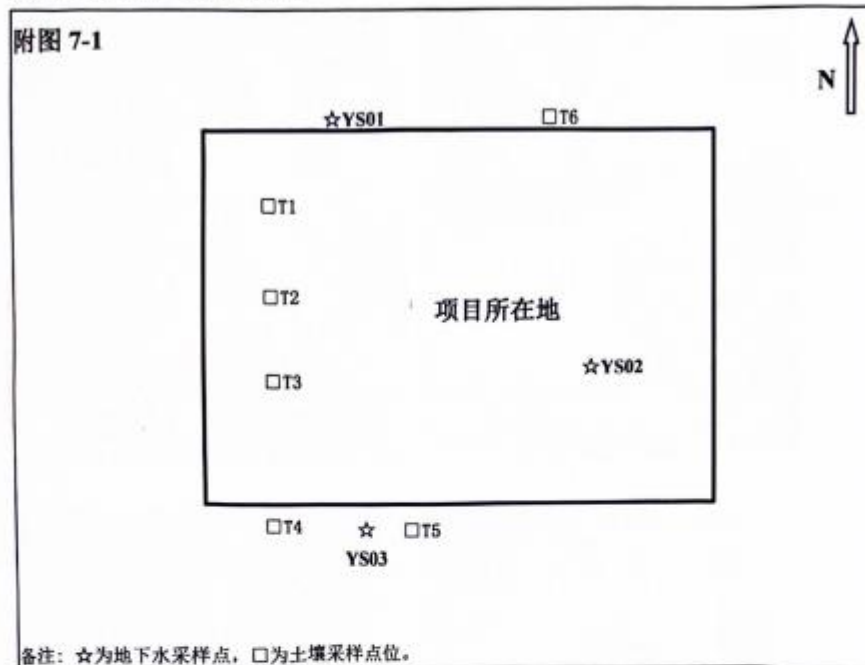 附图 7-1
N
☆YS01
□T6
□T1
□T2
项目所在地
□T3
☆YS02
□T4
☆
□T5
YS03
备注：☆为地下水采样点，□为土壤采样点位。